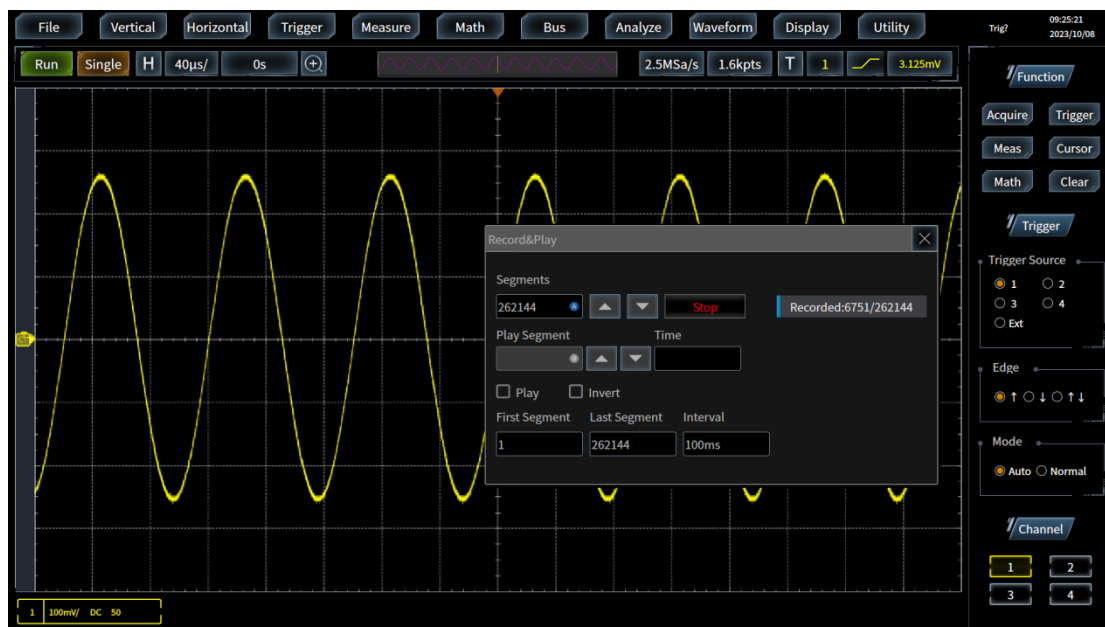 File Vertical Horizontal Trigger Measure Math Bus Analyze Waveform Display Utility Trig? 09:25:21
2023/10/08
Run Single H 40μs/ 0s 2.5MSa/s 1.6kpts T 1 3.125mV
Function
Acquire Trigger
Meas Cursor
Math Clear
Trigger
Trigger Source
1 2
3 4
Ext
Edge
↑ ↓ ↑↓
Mode
Auto Normal
Channel
1 2
3 4
Record&Play
Segments
262144 A Stop Recorded:6751/262144
Play Segment Time
Play Invert
First Segment Last Segment Interval
1 262144 100ms
1 100mV/ DC 50